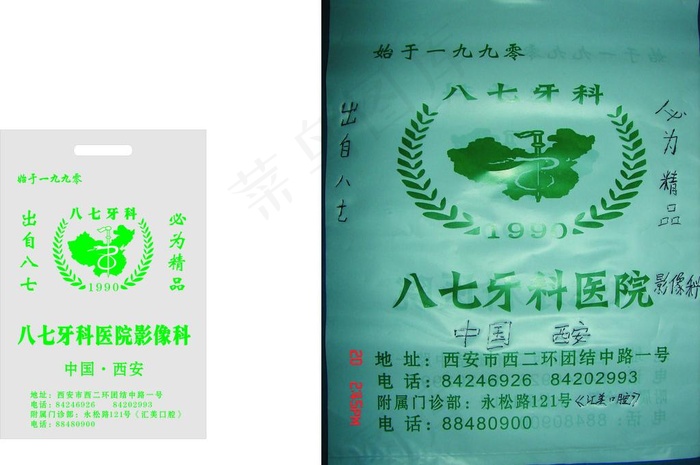 始于一九九零
八七牙科
出自八七
必为精品
1990
八七牙科医院影像科
中国·西安
地址：西安市西二环团结中路一号
电话：84246926 84202993
附属门诊部：永松路121号（汇美口腔）
电话：88480900
始于一九九零
八七牙科
出自八七
必为精品
1990
八七牙科医院影像科
中国 西安
地址：西安市西二环团结中路一号
电话：84246926 84202993
附属门诊部：永松路121号《汇美口腔》
电话：88480900